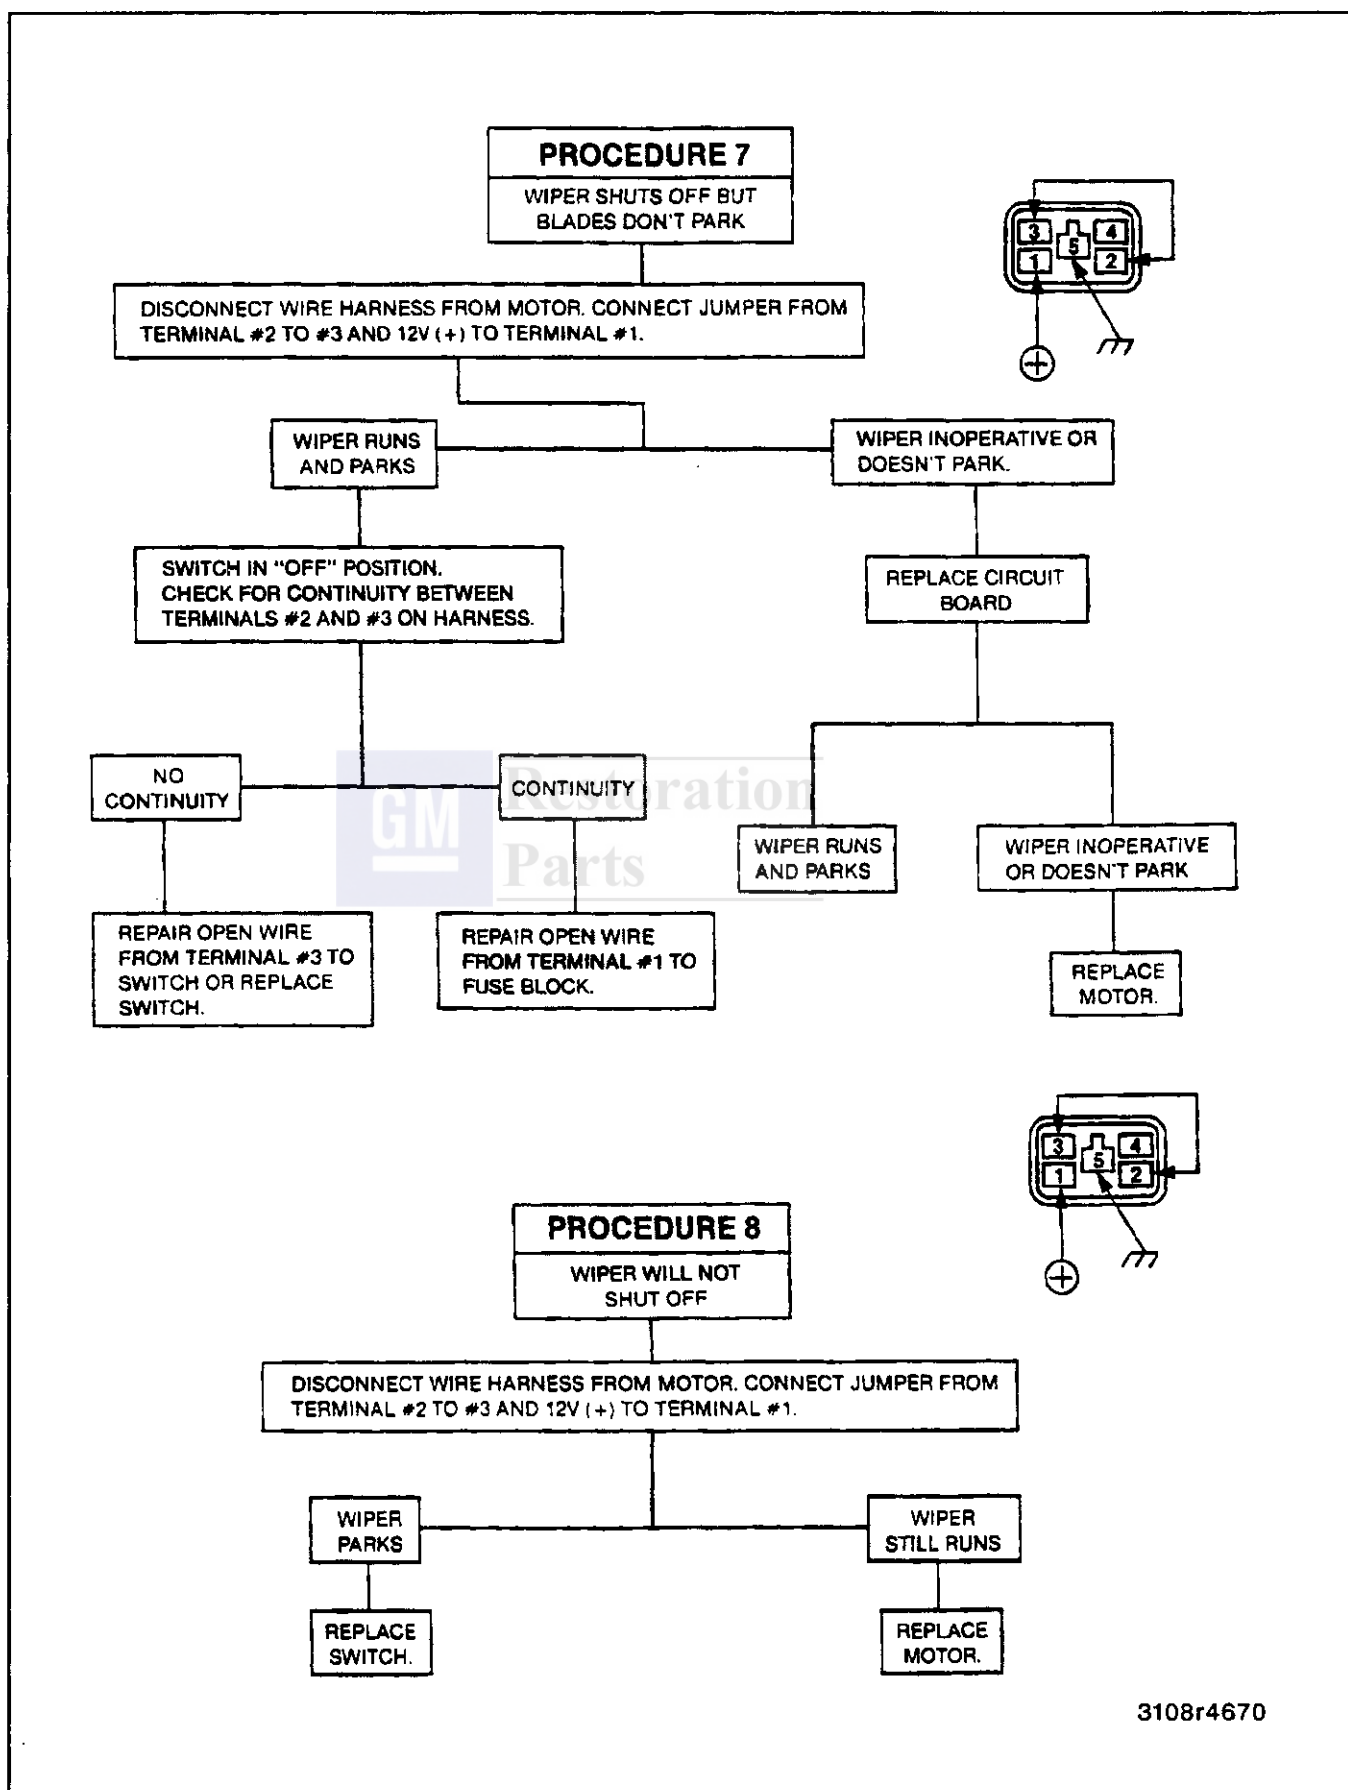 PROCEDURE 7
WIPER SHUTS OFF BUT
BLADES DON'T PARK
3
5
4
1
2
DISCONNECT WIRE HARNESS FROM MOTOR. CONNECT JUMPER FROM
TERMINAL #2 TO #3 AND 12V (+) TO TERMINAL #1.
WIPER RUNS
AND PARKS
WIPER INOPERATIVE OR
DOESN'T PARK.
SWITCH IN "OFF" POSITION.
CHECK FOR CONTINUITY BETWEEN
TERMINALS #2 AND #3 ON HARNESS.
REPLACE CIRCUIT
BOARD
NO
CONTINUITY
CONTINUITY
GM
Restoration
Parts
WIPER RUNS
AND PARKS
WIPER INOPERATIVE
OR DOESN'T PARK
REPAIR OPEN WIRE
FROM TERMINAL #3 TO
SWITCH OR REPLACE
SWITCH.
REPAIR OPEN WIRE
FROM TERMINAL #1 TO
FUSE BLOCK.
REPLACE
MOTOR.
3
5
4
1
2
PROCEDURE 8
WIPER WILL NOT
SHUT OFF
DISCONNECT WIRE HARNESS FROM MOTOR. CONNECT JUMPER FROM
TERMINAL #2 TO #3 AND 12V (+) TO TERMINAL #1.
WIPER
PARKS
WIPER
STILL RUNS
REPLACE
SWITCH.
REPLACE
MOTOR.
3108r4670